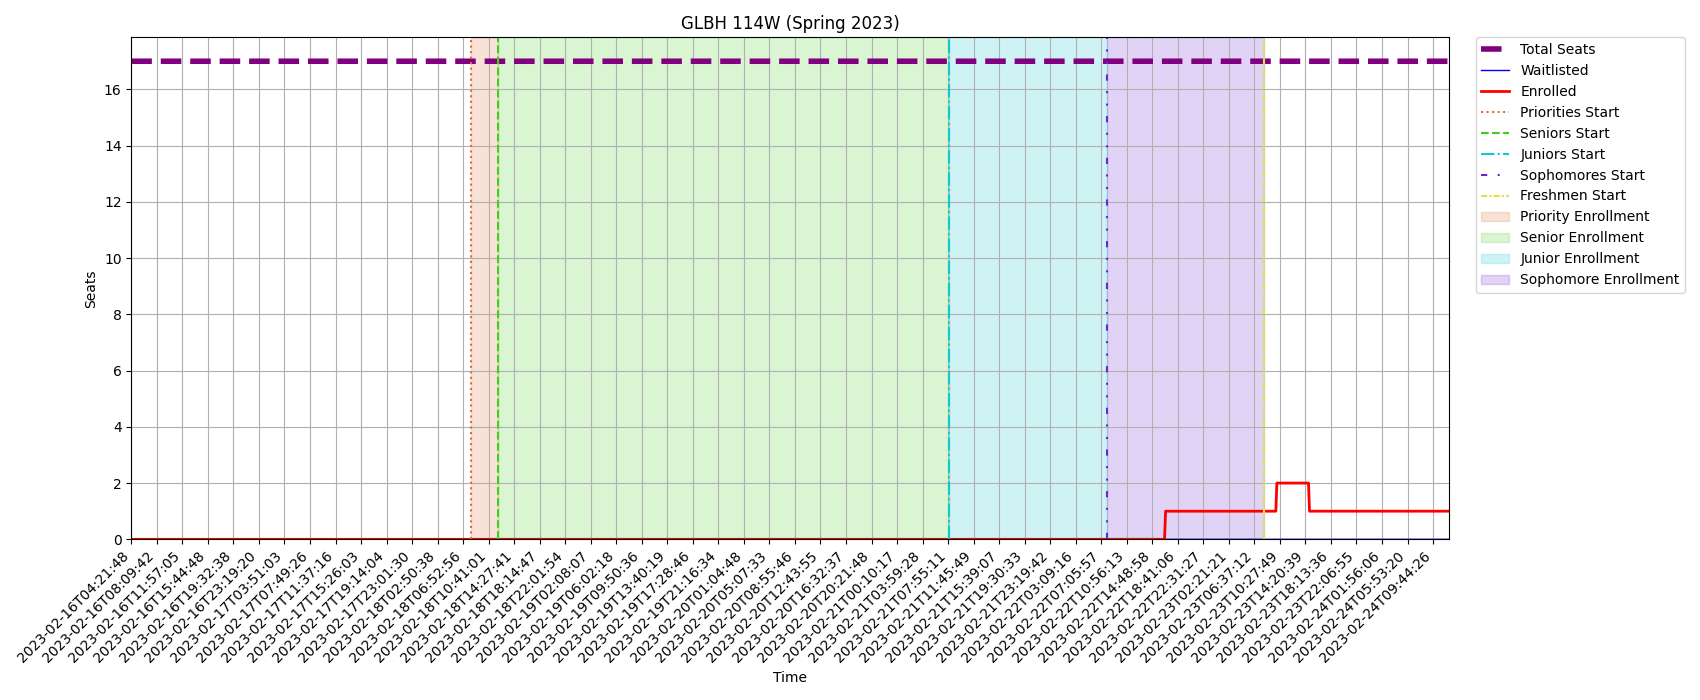 GLBH 114W (Spring 2023)
Seats
16
14
12
10
8
6
4
2
0
2023-02-16T04:21:48
2023-02-16T08:09:42
2023-02-16T11:57:05
2023-02-16T15:44:48
2023-02-16T19:32:38
2023-02-16T23:19:20
2023-02-17T03:51:03
2023-02-17T07:49:26
2023-02-17T11:37:16
2023-02-17T15:26:03
2023-02-17T19:14:04
2023-02-17T23:01:30
2023-02-18T02:50:38
2023-02-18T06:52:56
2023-02-18T10:41:01
2023-02-18T14:27:41
2023-02-18T18:14:47
2023-02-18T22:01:54
2023-02-19T02:08:07
2023-02-19T06:02:18
2023-02-19T09:50:36
2023-02-19T13:40:19
2023-02-19T17:28:46
2023-02-19T21:16:34
2023-02-20T01:04:48
2023-02-20T05:07:33
2023-02-20T08:55:46
2023-02-20T12:43:55
2023-02-20T16:32:37
2023-02-20T20:21:48
2023-02-21T00:10:17
2023-02-21T03:59:28
2023-02-21T07:55:11
2023-02-21T11:45:49
2023-02-21T15:39:07
2023-02-21T19:30:33
2023-02-21T23:19:42
2023-02-22T03:09:16
2023-02-22T07:05:57
2023-02-22T10:56:13
2023-02-22T14:48:58
2023-02-22T18:41:06
2023-02-22T22:31:27
2023-02-23T02:21:21
2023-02-23T06:37:12
2023-02-23T10:27:49
2023-02-23T14:20:39
2023-02-23T18:13:36
2023-02-23T22:06:55
2023-02-24T01:56:06
2023-02-24T05:53:20
2023-02-24T09:44:26
Time
Total Seats
Waitlisted
Enrolled
Priorities Start
Seniors Start
Juniors Start
Sophomores Start
Freshmen Start
Priority Enrollment
Senior Enrollment
Junior Enrollment
Sophomore Enrollment